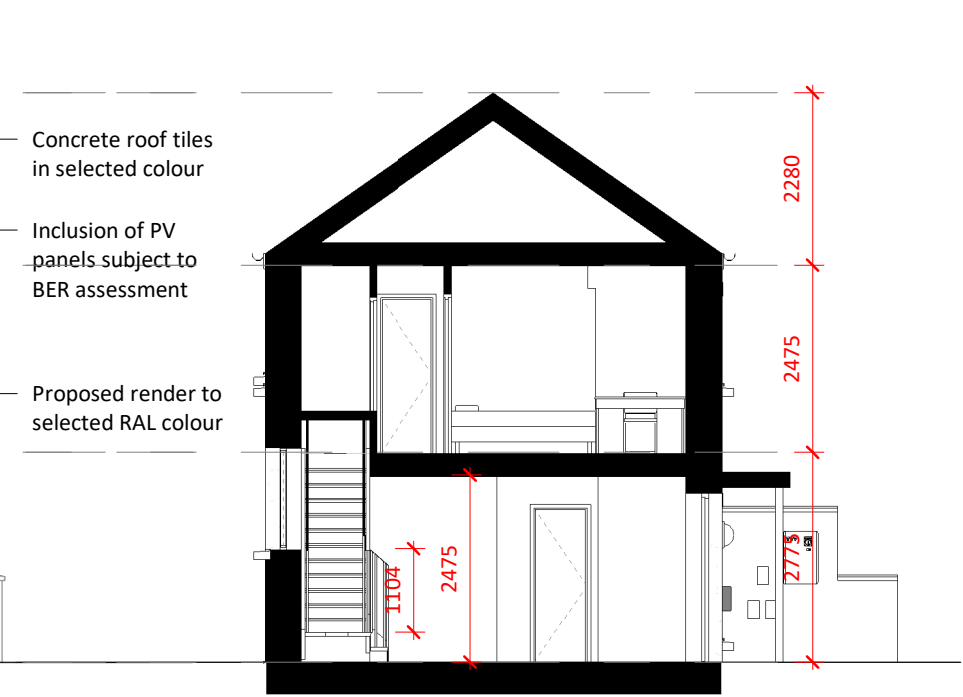 Concrete roof tiles
in selected colour
Inclusion of PV
panels subject to
BER assessment
Proposed render to
selected RAL colour
2280
2475
2775
2475
1104